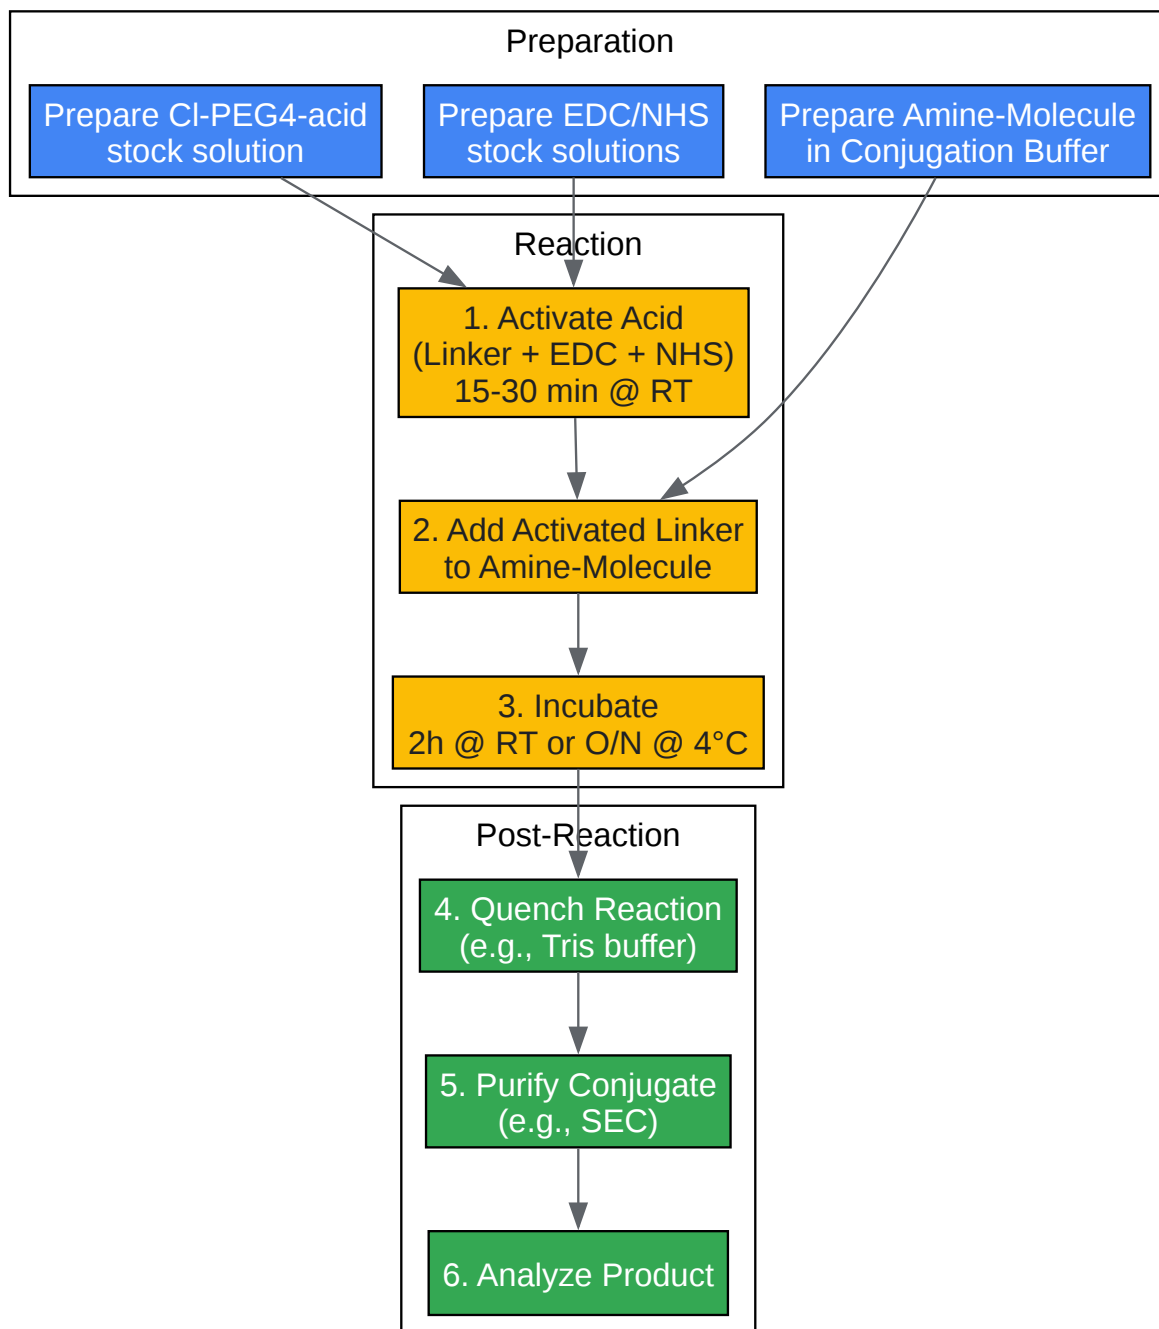 Preparation
Prepare Cl-PEG4-acid
stock solution
Prepare EDC/NHS
stock solutions
Prepare Amine-Molecule
in Conjugation Buffer
Reaction
1. Activate Acid
(Linker + EDC + NHS)
15-30 min @ RT
2. Add Activated Linker
to Amine-Molecule
3. Incubate
2h @ RT or O/N @ 4°C
Post-Reaction
4. Quench Reaction
(e.g., Tris buffer)
5. Purify Conjugate
(e.g., SEC)
6. Analyze Product